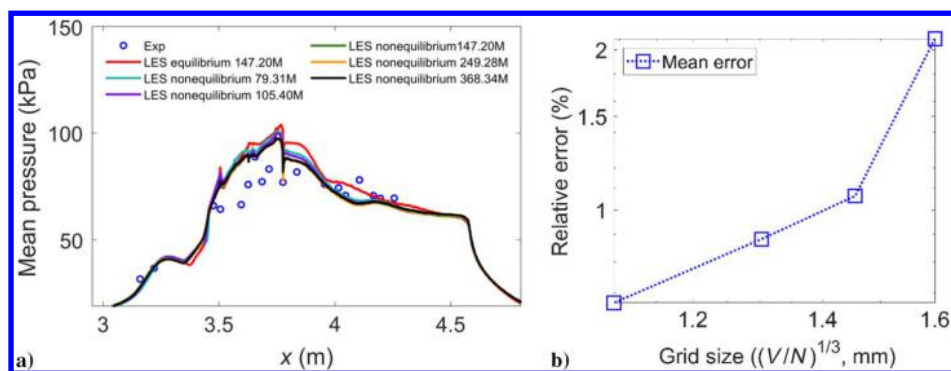 150
100
50
Mean pressure (kPa)
Exp
LES equilibrium 147.20M
LES nonequilibrium 79.31M
LES nonequilibrium 105.40M
LES nonequilibrium147.20M
LES nonequilibrium 249.28M
LES nonequilibrium 368.34M
3 3.5 4 4.5
x (m)
a)
2
1.5
1
Relative error (%)
Mean error
1.2 1.4 1.6
Grid size ((V/N)^1/3, mm)
b)